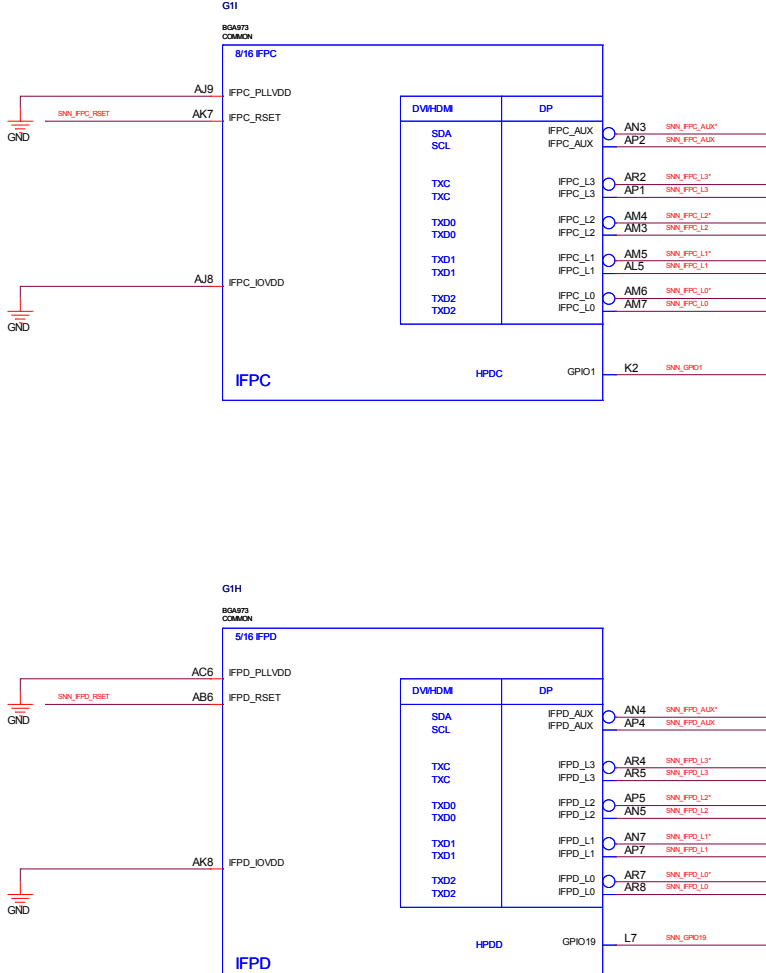 G1I
BGA973
COMMON
8/16 IFPC
AJ9 IFPC_PLLVDD
SNN_IFPC_RSET AK7 IFPC_RSET
GND
DVI/HDMI DP
SDA IFPC_AUX AN3 SNN_IFPC_AUX*
SCL IFPC_AUX AP2 SNN_IFPC_AUX
TXC IFPC_L3 AR2 SNN_IFPC_L3*
TXC IFPC_L3 AP1 SNN_IFPC_L3
TXD0 IFPC_L2 AM4 SNN_IFPC_L2*
TXD0 IFPC_L2 AM3 SNN_IFPC_L2
TXD1 IFPC_L1 AM5 SNN_IFPC_L1*
TXD1 IFPC_L1 AL5 SNN_IFPC_L1
AJ8 IFPC_IOVDD
GND
TXD2 IFPC_L0 AM6 SNN_IFPC_L0*
TXD2 IFPC_L0 AM7 SNN_IFPC_L0
IFPC HPDC GPIO1 K2 SNN_GPIO1
G1H
BGA973
COMMON
5/16 IFPD
AC6 IFPD_PLLVDD
SNN_IFPD_RSET AB6 IFPD_RSET
GND
DVI/HDMI DP
SDA IFPD_AUX AN4 SNN_IFPD_AUX*
SCL IFPD_AUX AP4 SNN_IFPD_AUX
TXC IFPD_L3 AR4 SNN_IFPD_L3*
TXC IFPD_L3 AR5 SNN_IFPD_L3
TXD0 IFPD_L2 AP5 SNN_IFPD_L2*
TXD0 IFPD_L2 AN5 SNN_IFPD_L2
TXD1 IFPD_L1 AN7 SNN_IFPD_L1*
TXD1 IFPD_L1 AP7 SNN_IFPD_L1
AK8 IFPD_IOVDD
GND
TXD2 IFPD_L0 AR7 SNN_IFPD_L0*
TXD2 IFPD_L0 AR8 SNN_IFPD_L0
HPDD GPIO19 L7 SNN_GPIO19
IFPD